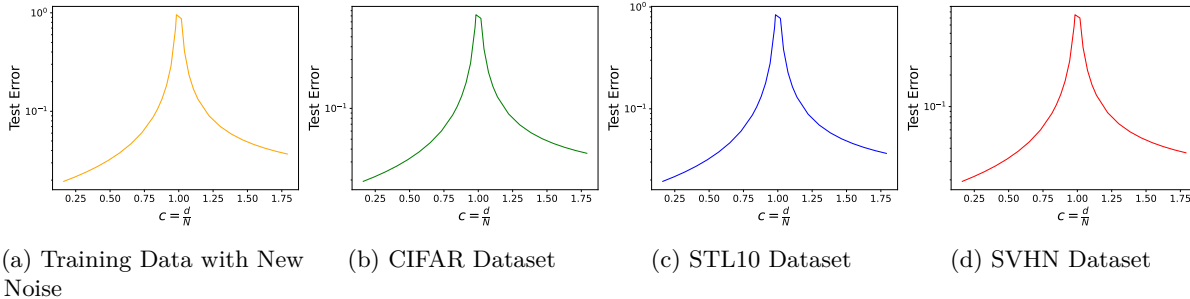 10⁰
10⁻¹
Test Error
0.25 0.50 0.75 1.00 1.25 1.50 1.75
c = d/N
(a) Training Data with New
Noise
10⁻¹
Test Error
0.25 0.50 0.75 1.00 1.25 1.50 1.75
c = d/N
(b) CIFAR Dataset
10⁰
10⁻¹
Test Error
0.25 0.50 0.75 1.00 1.25 1.50 1.75
c = d/N
(c) STL10 Dataset
10⁻¹
Test Error
0.25 0.50 0.75 1.00 1.25 1.50 1.75
c = d/N
(d) SVHN Dataset